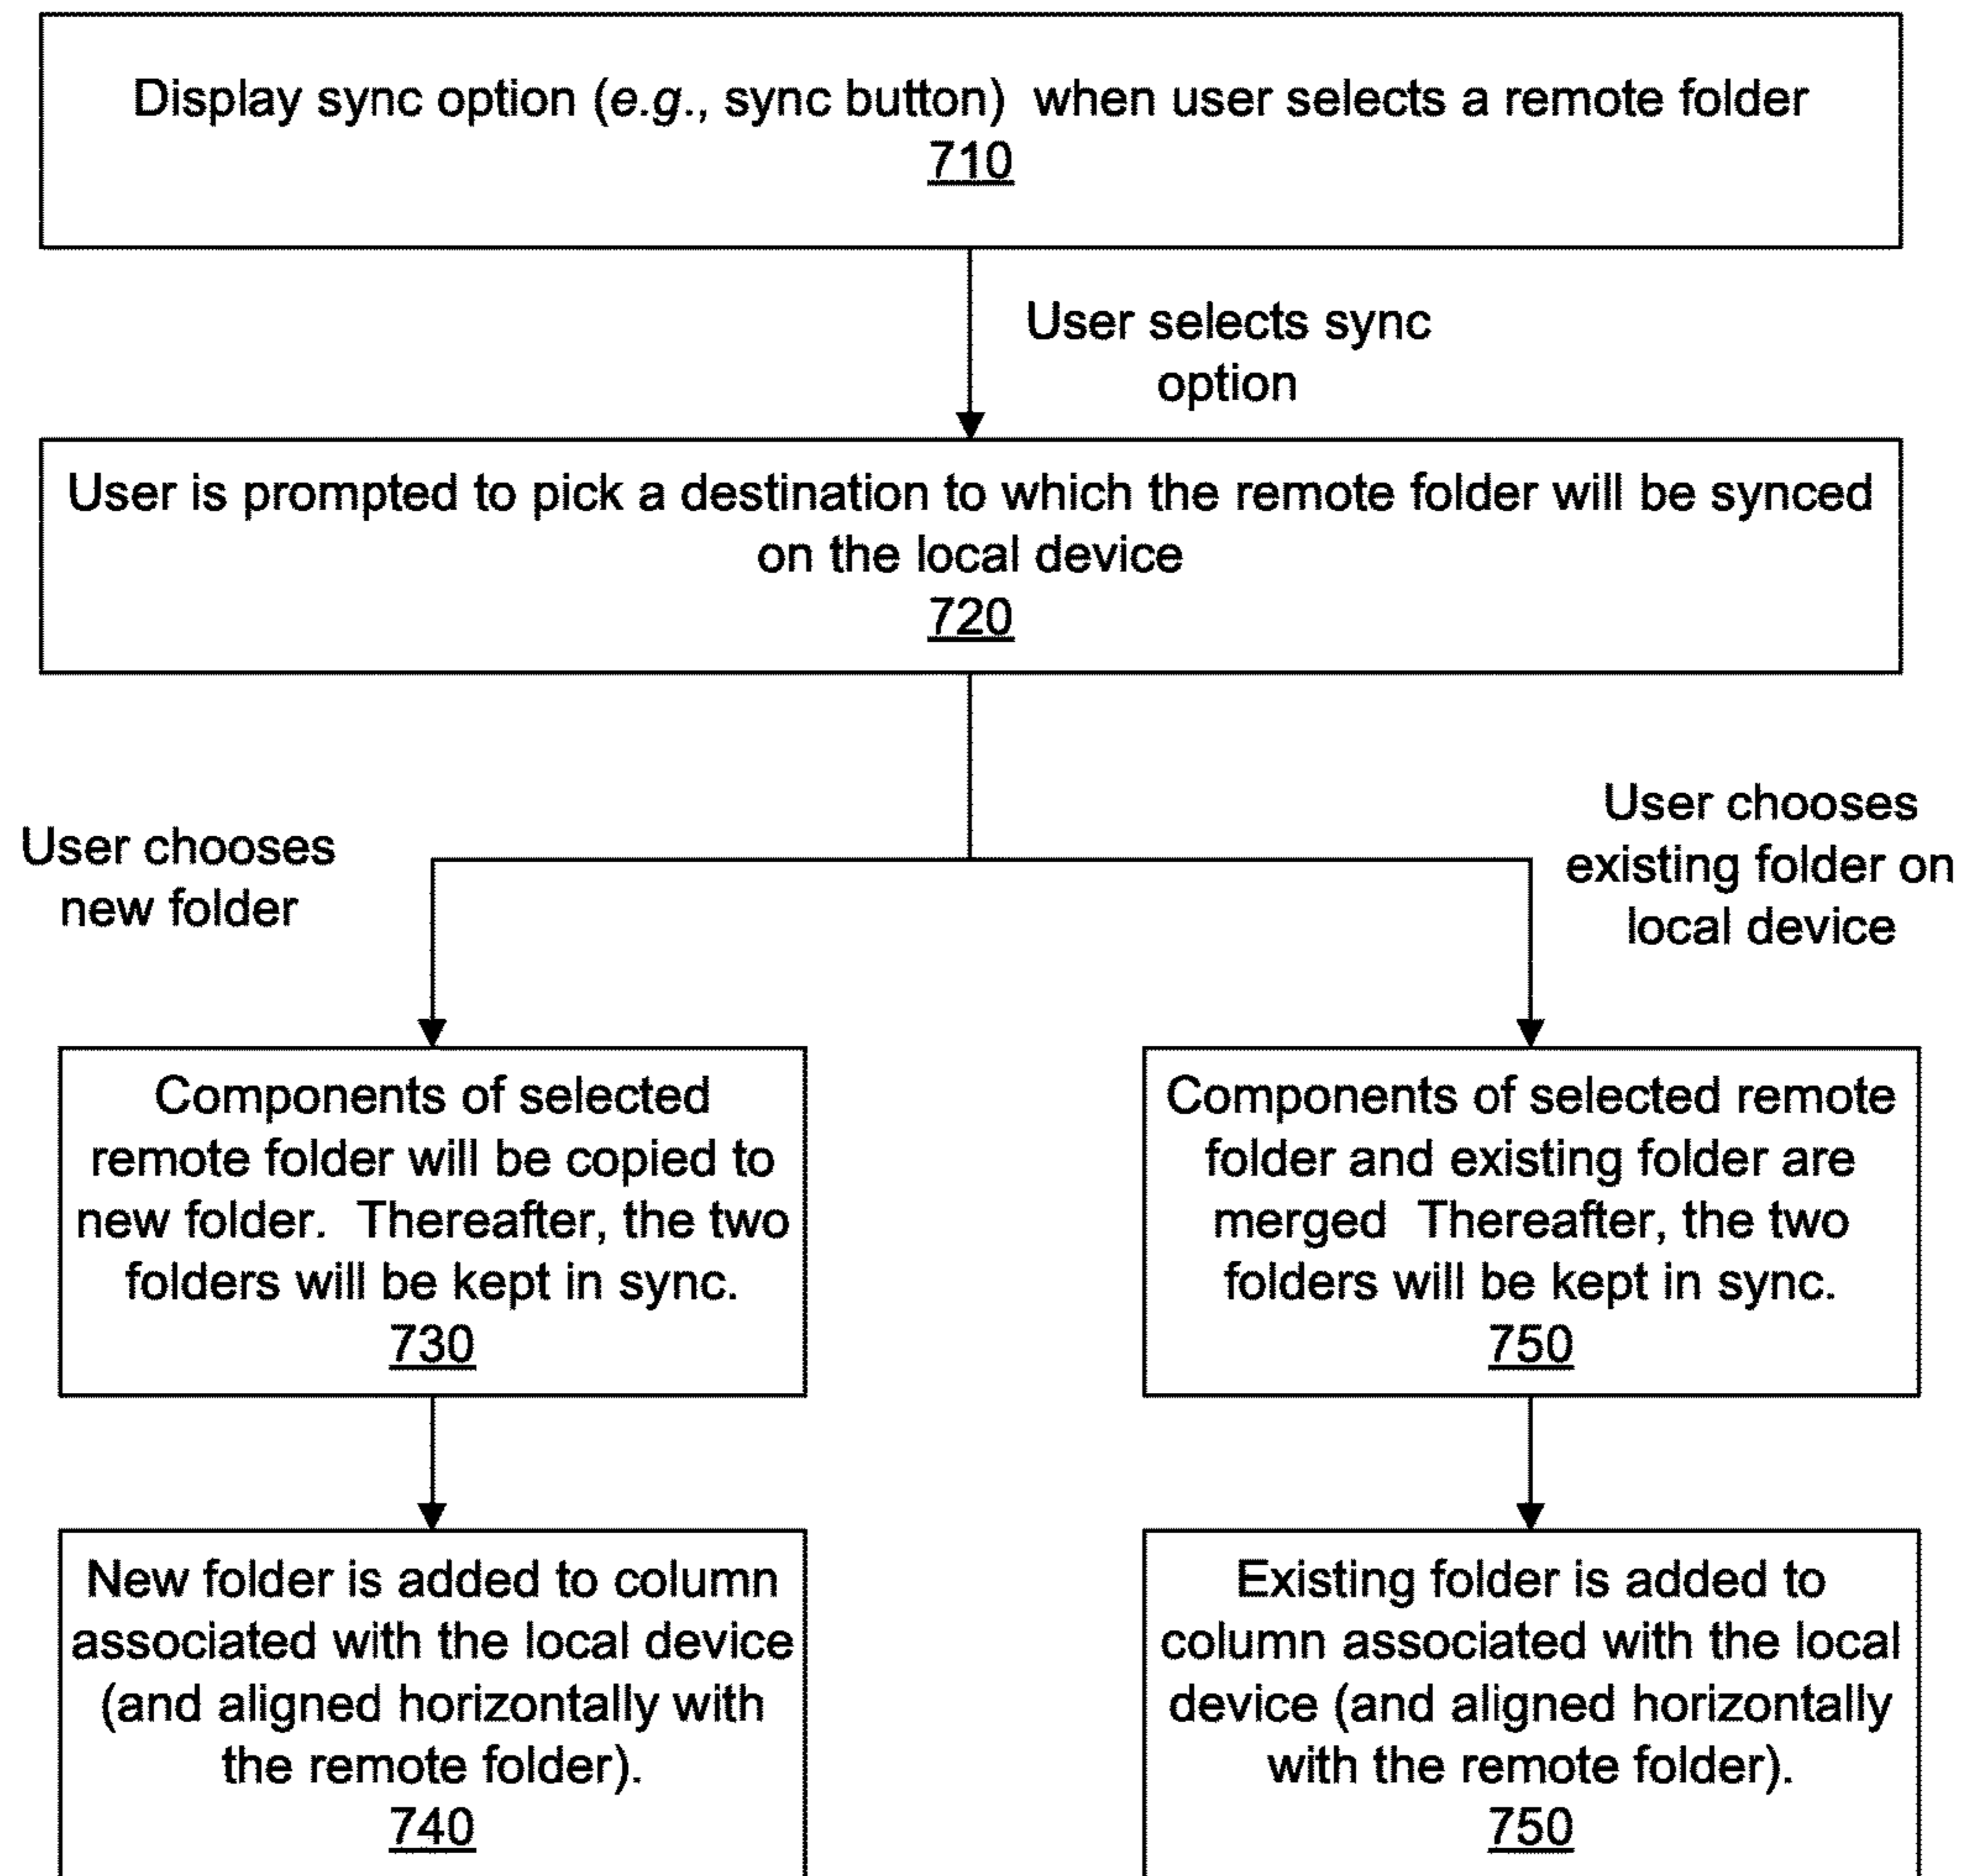 Display sync option (e.g., sync button)  when user selects a remote folder
710
User selects sync
option
User is prompted to pick a destination to which the remote folder will be synced
on the local device
720
User chooses
new folder
User chooses
existing folder on
local device
Components of selected
remote folder will be copied to
new folder.  Thereafter, the two
folders will be kept in sync.
730
Components of selected remote
folder and existing folder are
merged  Thereafter, the two
folders will be kept in sync.
750
New folder is added to column
associated with the local device
(and aligned horizontally with
the remote folder).
740
Existing folder is added to
column associated with the local
device (and aligned horizontally
with the remote folder).
750